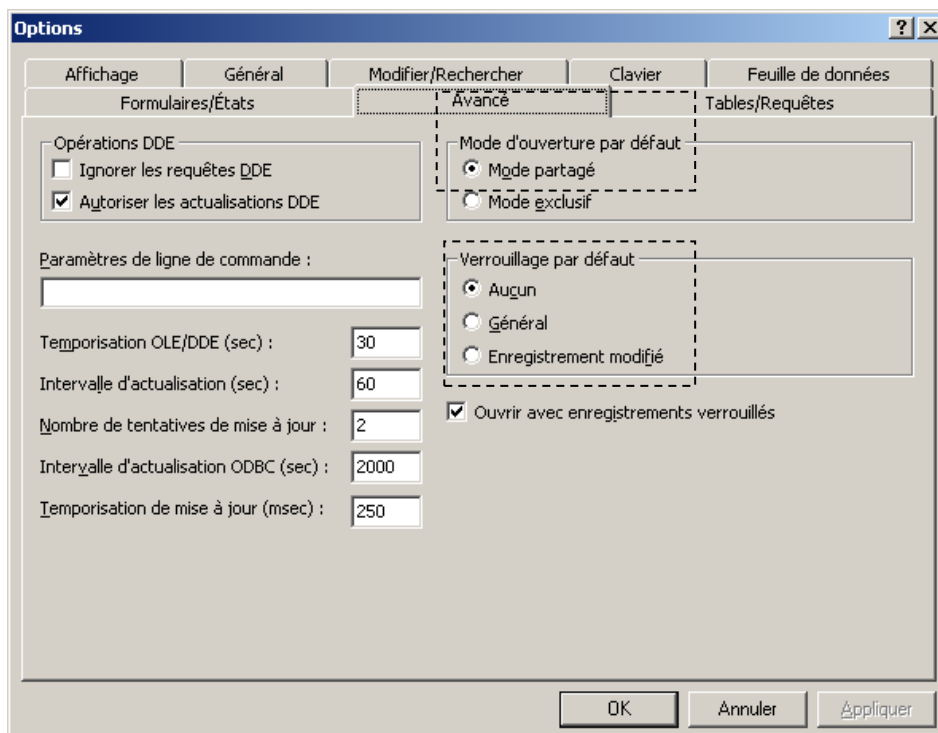 Options
Affichage Général Modifier/Rechercher Clavier Feuille de données
Formulaires/États Avancé Tables/Requêtes
Opérations DDE
Ignorer les requêtes DDE
Autoriser les actualisations DDE
Mode d'ouverture par défaut
Mode partagé
Mode exclusif
Paramètres de ligne de commande :
Temporisation OLE/DDE (sec) : 30
Intervalle d'actualisation (sec) : 60
Nombre de tentatives de mise à jour : 2
Intervalle d'actualisation ODBC (sec) : 2000
Temporisation de mise à jour (msec) : 250
Verrouillage par défaut
Aucun
Général
Enregistrement modifié
Ouvrir avec enregistrements verrouillés
OK Annuler Appliquer